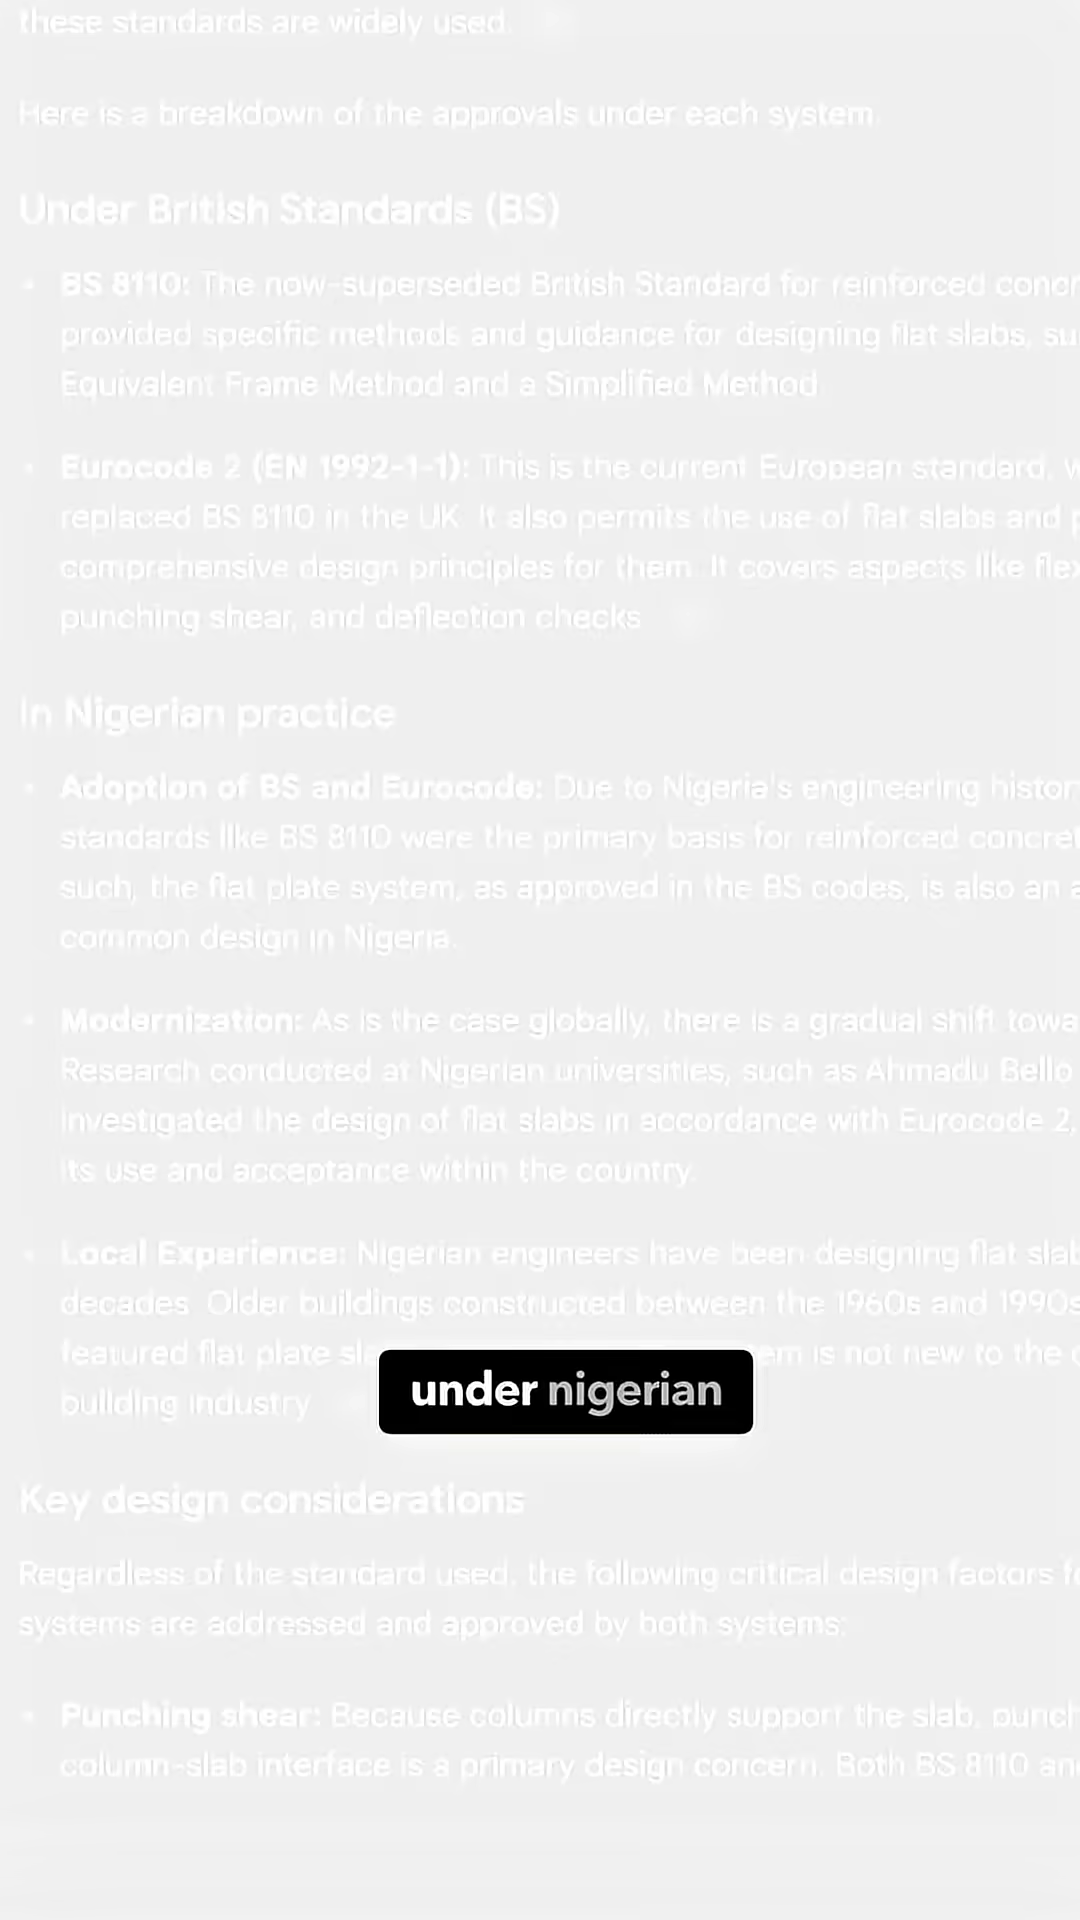 these standards are widely used.
Here is a breakdown of the approvals under each system.
Under British Standards (BS)
• BS 8110: The now-superseded British Standard for reinforced concr
provided specific methods and guidance for designing flat slabs, su
Equivalent Frame Method and a Simplified Method.
• Eurocode 2 (EN 1992-1-1): This is the current European standard, w
replaced BS 8110 in the UK. It also permits the use of flat slabs and p
comprehensive design principles for them. It covers aspects like flex
punching shear, and deflection checks.
In Nigerian practice
• Adoption of BS and Eurocode: Due to Nigeria's engineering histor
standards like BS 8110 were the primary basis for reinforced concret
such, the flat plate system, as approved in the BS codes, is also an a
common design in Nigeria.
• Modernization: As is the case globally, there is a gradual shift towa
Research conducted at Nigerian universities, such as Ahmadu Bello
investigated the design of flat slabs in accordance with Eurocode 2,
its use and acceptance within the country.
• Local Experience: Nigerian engineers have been designing flat slab
decades. Older buildings constructed between the 1960s and 1990s
featured flat plate sla em is not new to the c
building industry.
under nigerian
Key design considerations
Regardless of the standard used, the following critical design factors fo
systems are addressed and approved by both systems:
• Punching shear: Because columns directly support the slab, punch
column-slab interface is a primary design concern. Both BS 8110 and